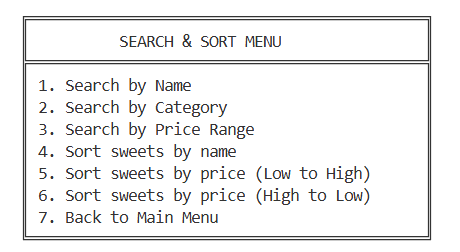 SEARCH & SORT MENU
1. Search by Name
2. Search by Category
3. Search by Price Range
4. Sort sweets by name
5. Sort sweets by price (Low to High)
6. Sort sweets by price (High to Low)
7. Back to Main Menu